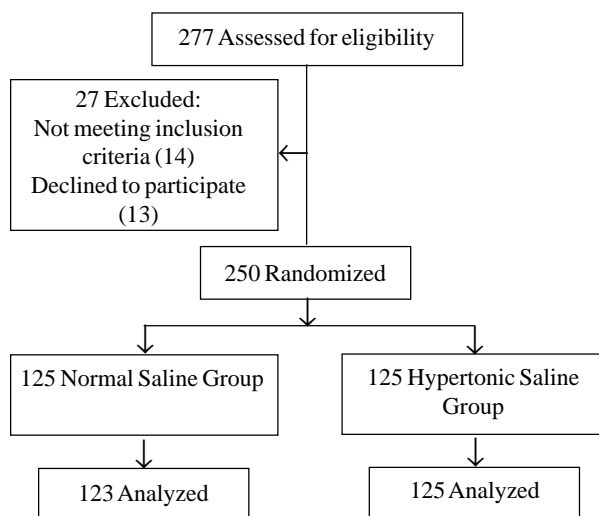 277 Assessed for eligibility
27 Excluded:
Not meeting inclusion
criteria (14)
Declined to participate
(13)
250 Randomized
125 Normal Saline Group
125 Hypertonic Saline
Group
123 Analyzed
125 Analyzed